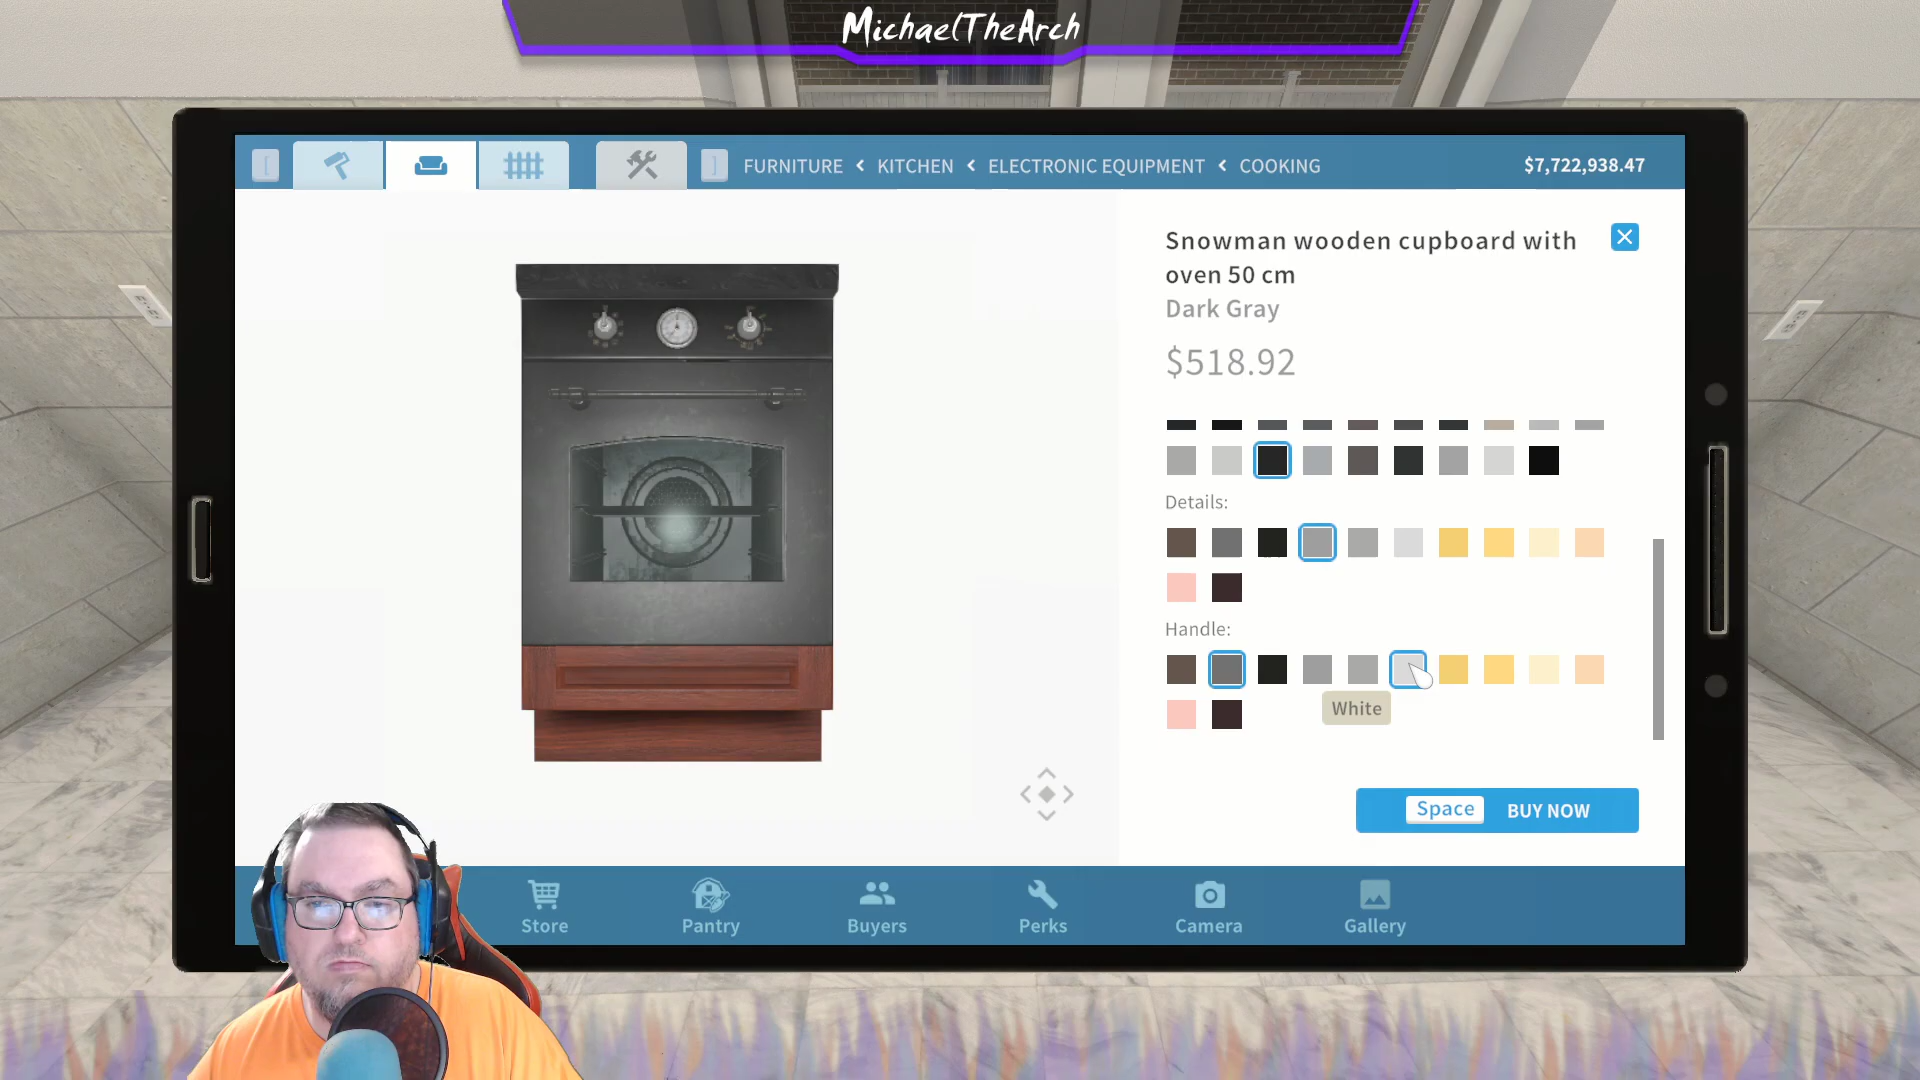 MichaelTheArch
[
]
FURNITURE < KITCHEN < ELECTRONIC EQUIPMENT < COOKING
$7,722,938.47
Snowman wooden cupboard with
oven 50 cm
Dark Gray
$518.92
Details:
Handle:
White
Space BUY NOW
Store
Pantry
Buyers
Perks
Camera
Gallery